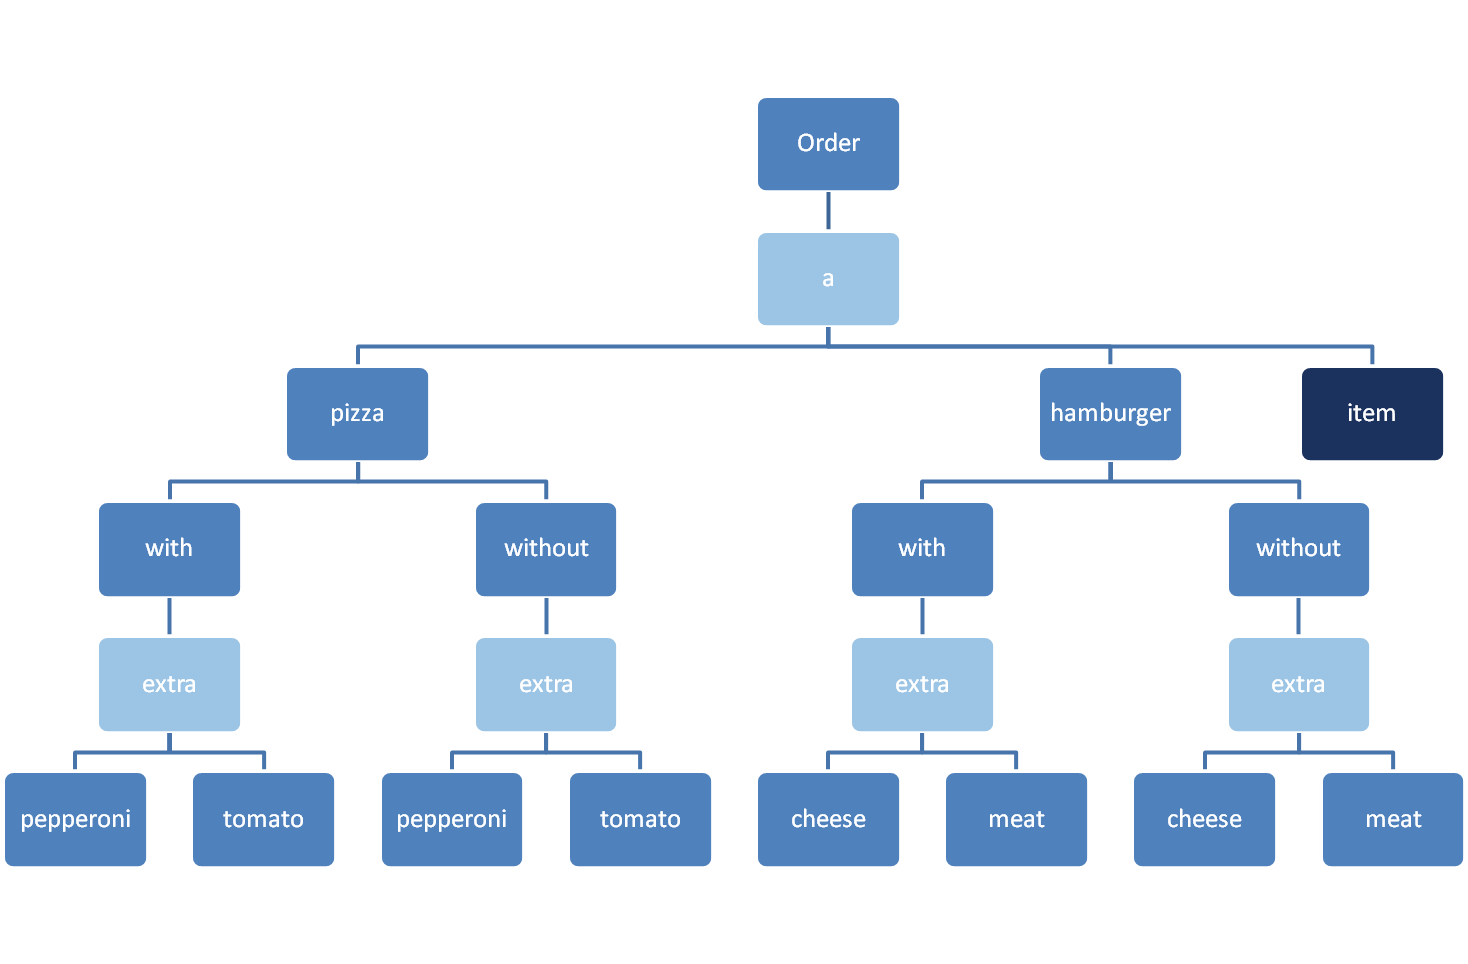 Order
a
pizza
hamburger
item
with
without
with
without
extra
extra
extra
extra
pepperoni
tomato
pepperoni
tomato
cheese
meat
cheese
meat